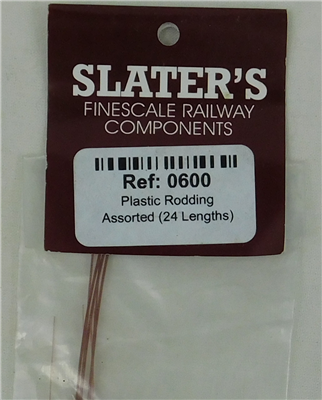 SLATER'S
FINESCALE RAILWAY
COMPONENTS
Ref: 0600
Plastic Rodding
Assorted (24 Lengths)